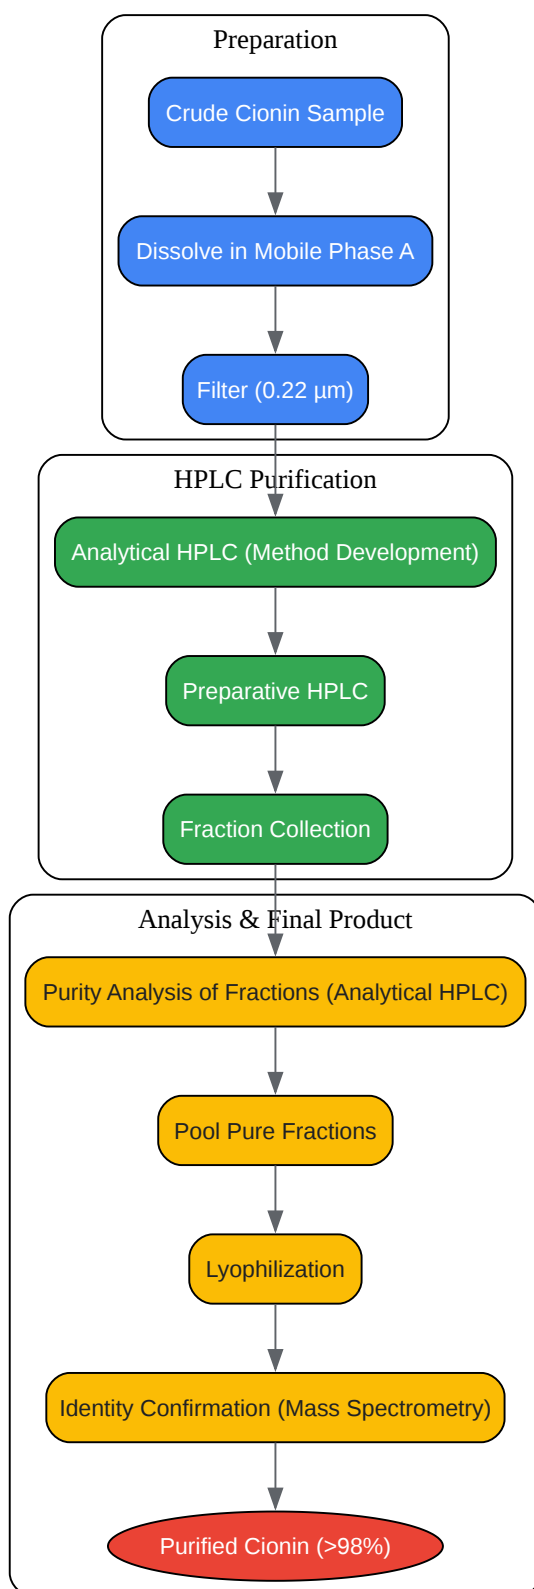 Preparation
Crude Cionin Sample
Dissolve in Mobile Phase A
Filter (0.22 µm)
HPLC Purification
Analytical HPLC (Method Development)
Preparative HPLC
Fraction Collection
Analysis & Final Product
Purity Analysis of Fractions (Analytical HPLC)
Pool Pure Fractions
Lyophilization
Identity Confirmation (Mass Spectrometry)
Purified Cionin (>98%)